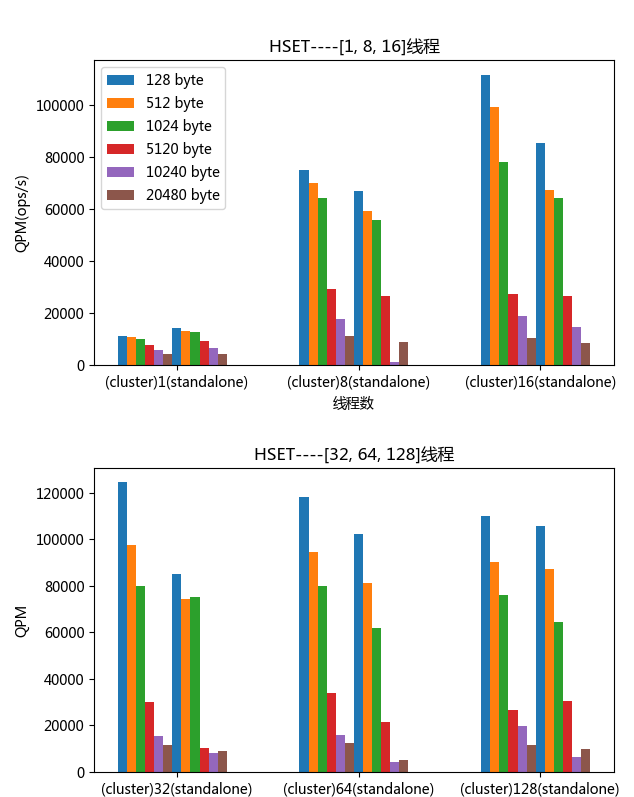 HSET----[1, 8, 16]线程
QPM(ops/s)
128 byte
512 byte
1024 byte
5120 byte
10240 byte
20480 byte
100000
80000
60000
40000
20000
0
(cluster)1(standalone)
(cluster)8(standalone)
(cluster)16(standalone)
线程数
HSET----[32, 64, 128]线程
QPM
120000
100000
80000
60000
40000
20000
0
(cluster)32(standalone)
(cluster)64(standalone)
(cluster)128(standalone)